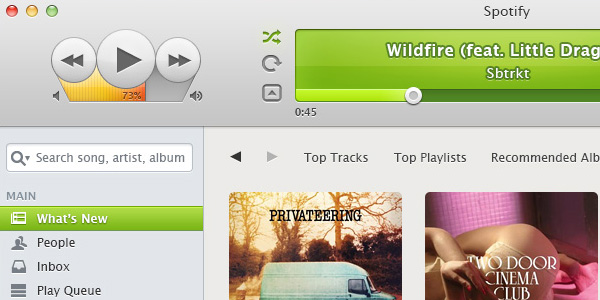 Spotify
Wildfire (feat. Little Drag
Sbtrkt
73%
0:45
Search song, artist, album
Top Tracks
Top Playlists
Recommended Alb
MAIN
What's New
People
Inbox
Play Queue
PRIVATEERING
TWO DOOR
CINEMA
CLUB